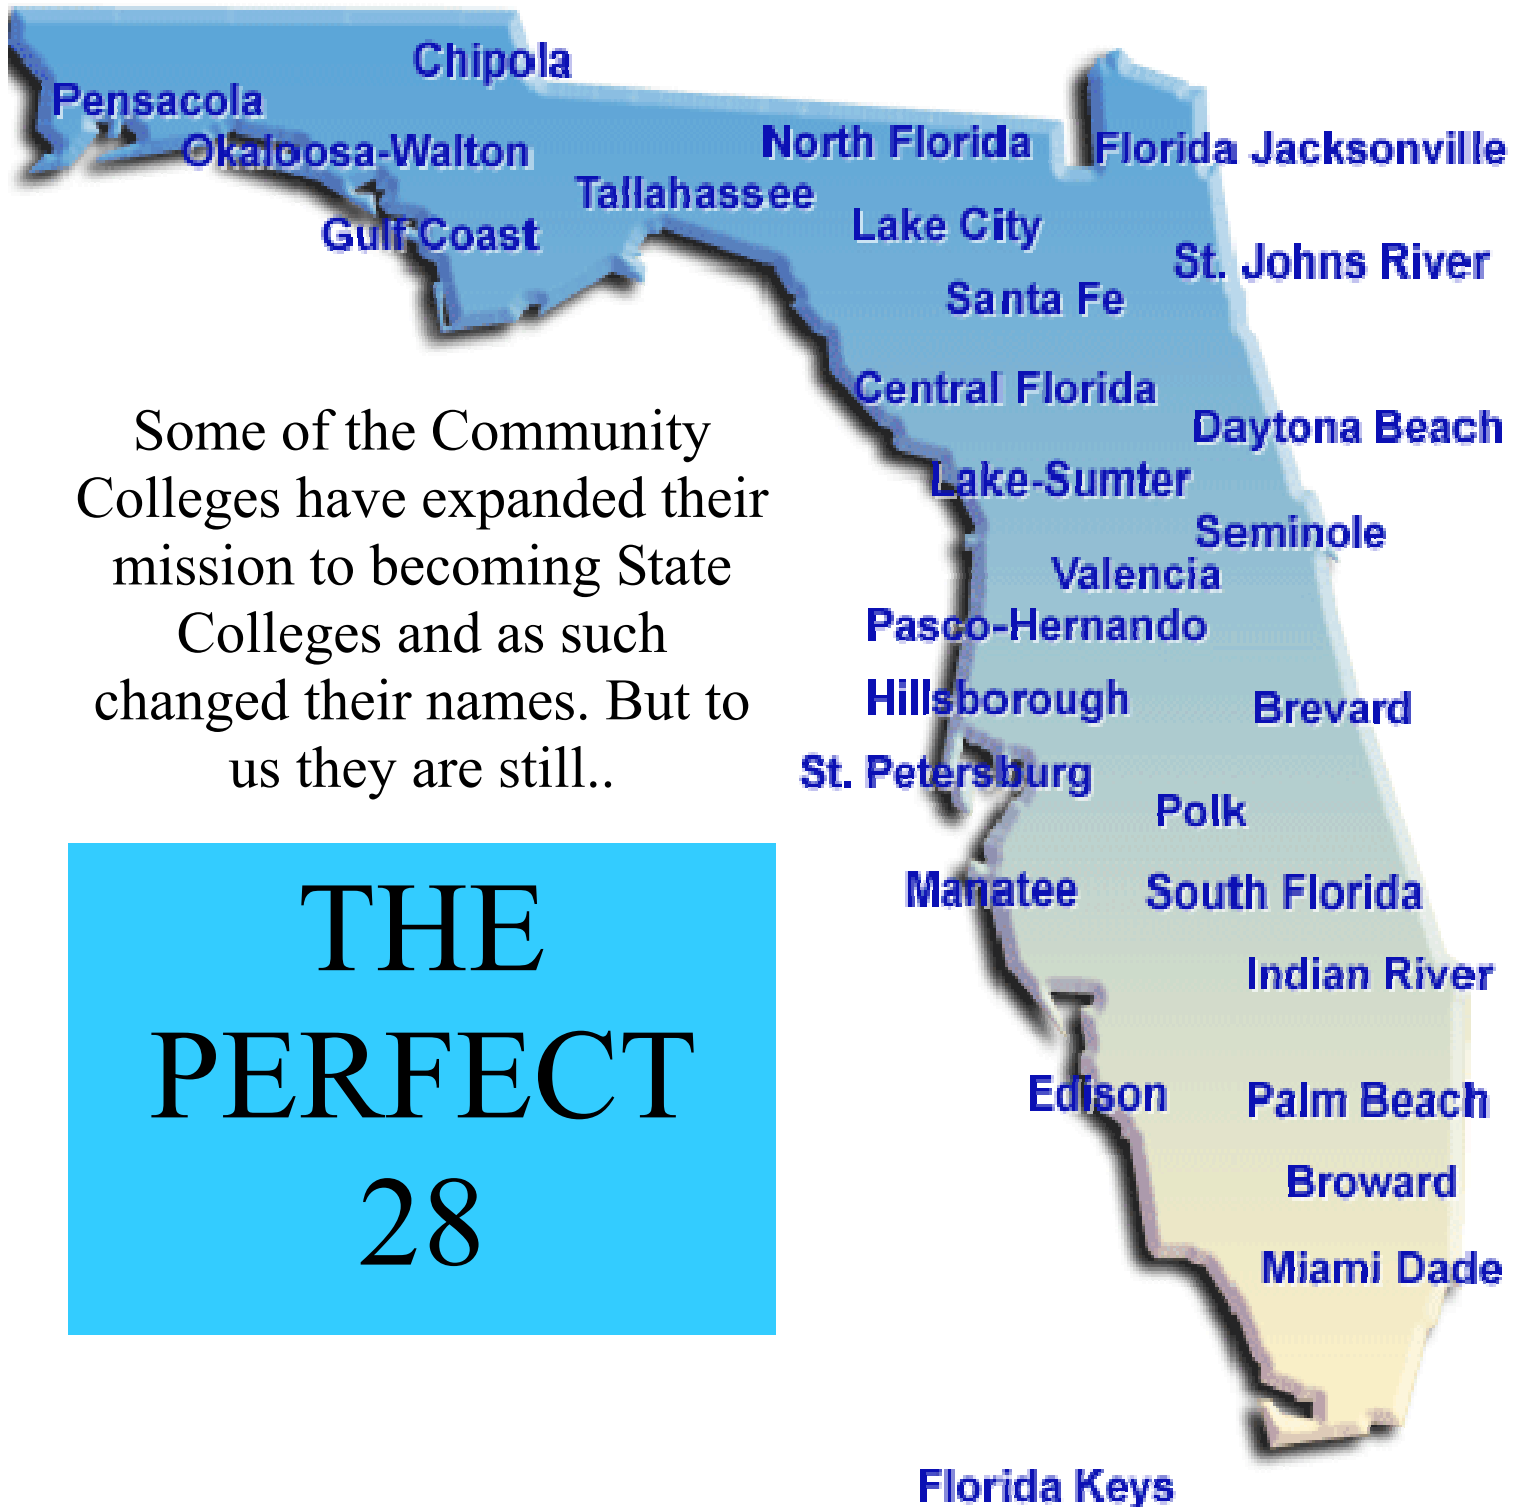 Chipola
Pensacola
Okaloosa-Walton
North Florida
Florida Jacksonville
Tallahassee
Gulf Coast
Lake City
St. Johns River
Santa Fe
Central Florida
Daytona Beach
Lake-Sumter
Seminole
Valencia
Pasco-Hernando
Hillsborough
Brevard
St. Petersburg
Polk
Manatee
South Florida
Indian River
Edison
Palm Beach
Broward
Miami Dade
Florida Keys
Some of the Community
Colleges have expanded their
mission to becoming State
Colleges and as such
changed their names. But to
us they are still..
THE
PERFECT
28